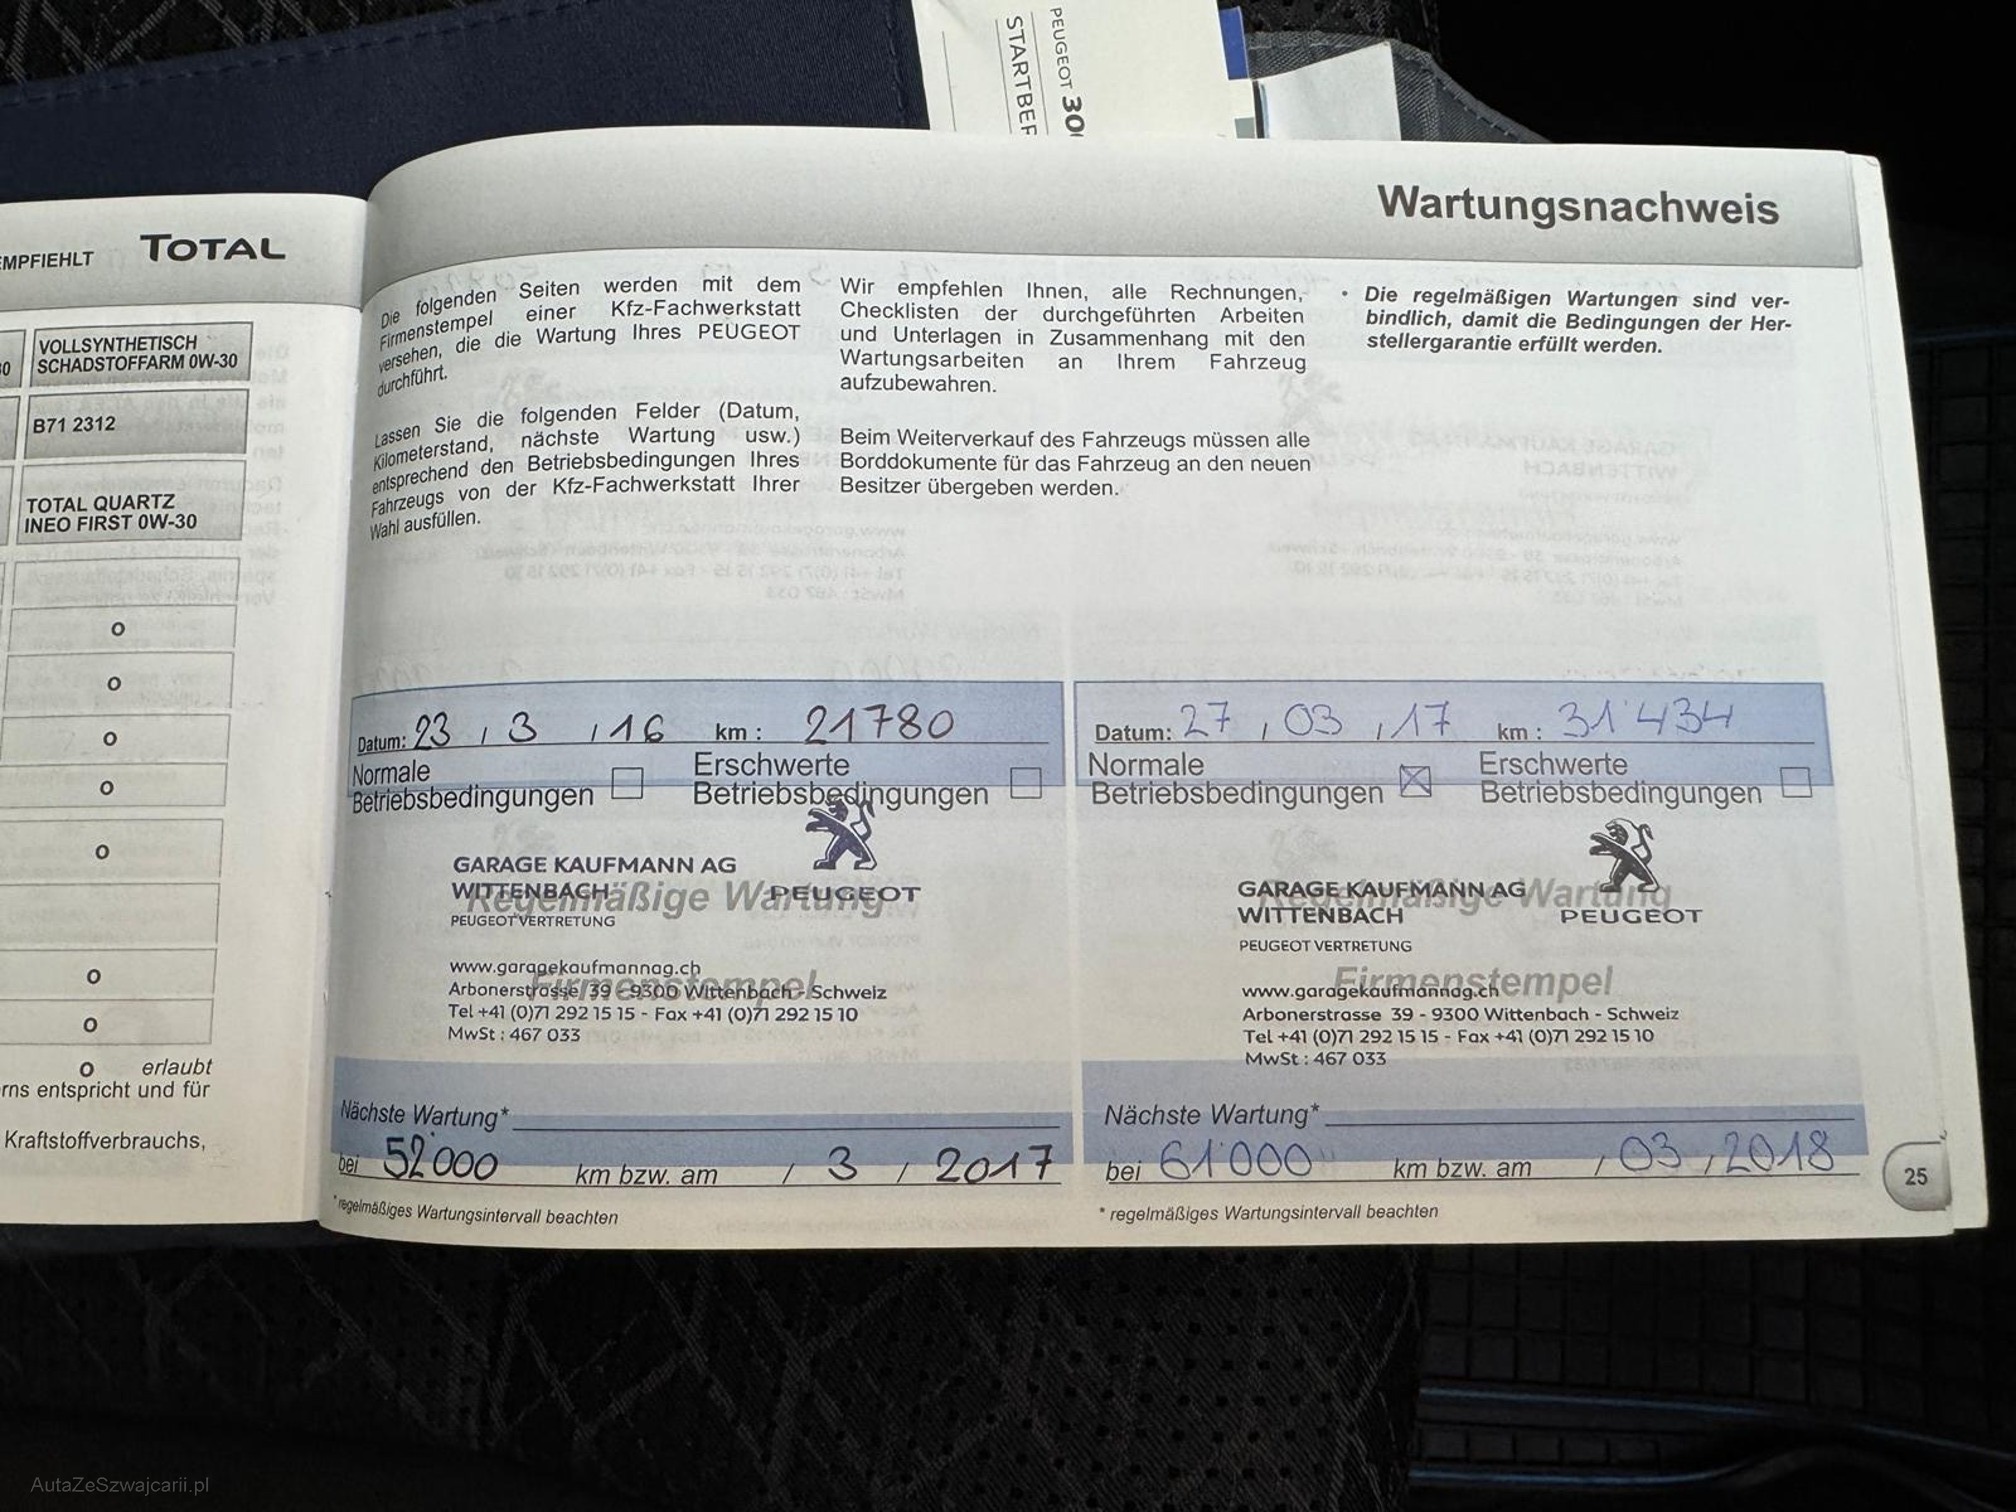 PEUGEOT
STARTBER
EMPFIEHLT TOTAL
VOLLSYNTHETISCH
SCHADSTOFFARM 0W-30
B71 2312
TOTAL QUARTZ
INEO FIRST 0W-30
o
o
o
o
o
o
o
o erlaubt
rns entspricht und für
Kraftstoffverbrauchs,
Wartungsnachweis
Die folgenden Seiten werden mit dem
Firmenstempel einer Kfz-Fachwerkstatt
versehen, die die Wartung Ihres PEUGEOT
durchführt.
Lassen Sie die folgenden Felder (Datum,
Kilometerstand, nächste Wartung usw.)
entsprechend den Betriebsbedingungen Ihres
Fahrzeugs von der Kfz-Fachwerkstatt Ihrer
Wahl ausfüllen.
Wir empfehlen Ihnen, alle Rechnungen,
Checklisten der durchgeführten Arbeiten
und Unterlagen in Zusammenhang mit den
Wartungsarbeiten an Ihrem Fahrzeug
aufzubewahren.
Beim Weiterverkauf des Fahrzeugs müssen alle
Borddokumente für das Fahrzeug an den neuen
Besitzer übergeben werden.
• Die regelmäßigen Wartungen sind ver-
bindlich, damit die Bedingungen der Her-
stellergarantie erfüllt werden.
Datum: 23 / 3 / 16 km : 21780
Normale
Betriebsbedingungen
Erschwerte
Betriebsbedingungen
GARAGE KAUFMANN AG
WITTENBACH
PEUGEOT
Regelmäßige Wartung
PEUGEOT VERTRETUNG
Firmenstempel
www.garagekaufmannag.ch
Arbonerstrasse 39 - 9300 Wittenbach - Schweiz
Tel +41 (0)71 292 15 15 - Fax +41 (0)71 292 15 10
MwSt : 467 033
Nächste Wartung*
bei 52'000 km bzw. am / 3 / 2017
* regelmäßiges Wartungsintervall beachten
Datum: 27 / 03 / 17 km : 31'434
Normale
Betriebsbedingungen
Erschwerte
Betriebsbedingungen
GARAGE KAUFMANN AG
WITTENBACH
PEUGEOT
Regelmäßige Wartung
PEUGEOT VERTRETUNG
Firmenstempel
www.garagekaufmannag.ch
Arbonerstrasse 39 - 9300 Wittenbach - Schweiz
Tel +41 (0)71 292 15 15 - Fax +41 (0)71 292 15 10
MwSt : 467 033
Nächste Wartung*
bei 61'000 km bzw. am / 03 / 2018
* regelmäßiges Wartungsintervall beachten
25
AutaZeSzwajcarii.pl